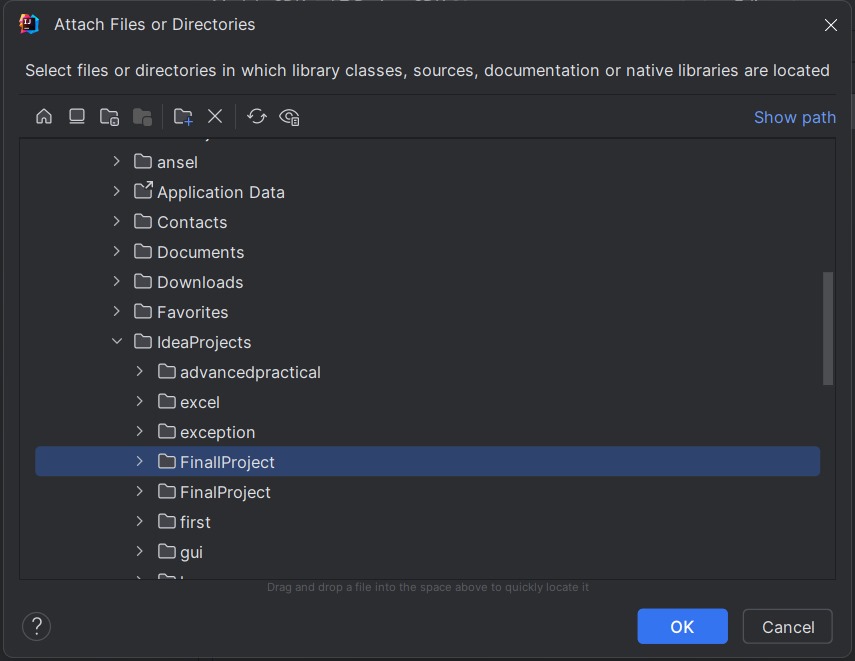 Attach Files or Directories
Select files or directories in which library classes, sources, documentation or native libraries are located
Show path
ansel
Application Data
Contacts
Documents
Downloads
Favorites
IdeaProjects
advancedpractical
excel
exception
FinallProject
FinalProject
first
gui
Drag and drop a file into the space above to quickly locate it
?
OK
Cancel